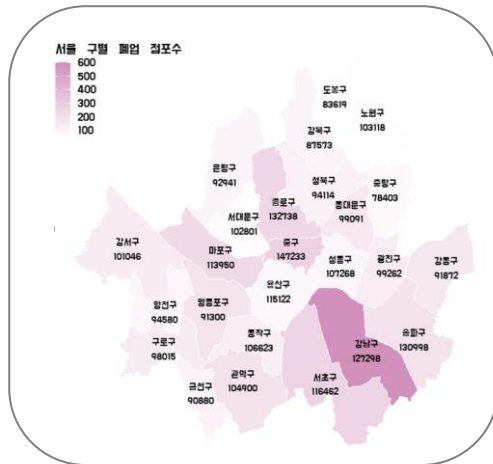 서울 구별 폐업 점포수
600
500
400
300
200
100
도봉구
83619
노원구
103118
강북구
87573
은평구
92941
성북구
94114
중랑구
78403
동대문구
99091
종로구
132738
서대문구
102801
강서구
101046
마포구
113950
중구
147233
성동구
107268
광진구
99262
강동구
91872
용산구
115122
양천구
94580
영등포구
91300
동작구
106623
송파구
130998
강남구
127298
구로구
98015
관악구
104900
서초구
116462
금천구
90880